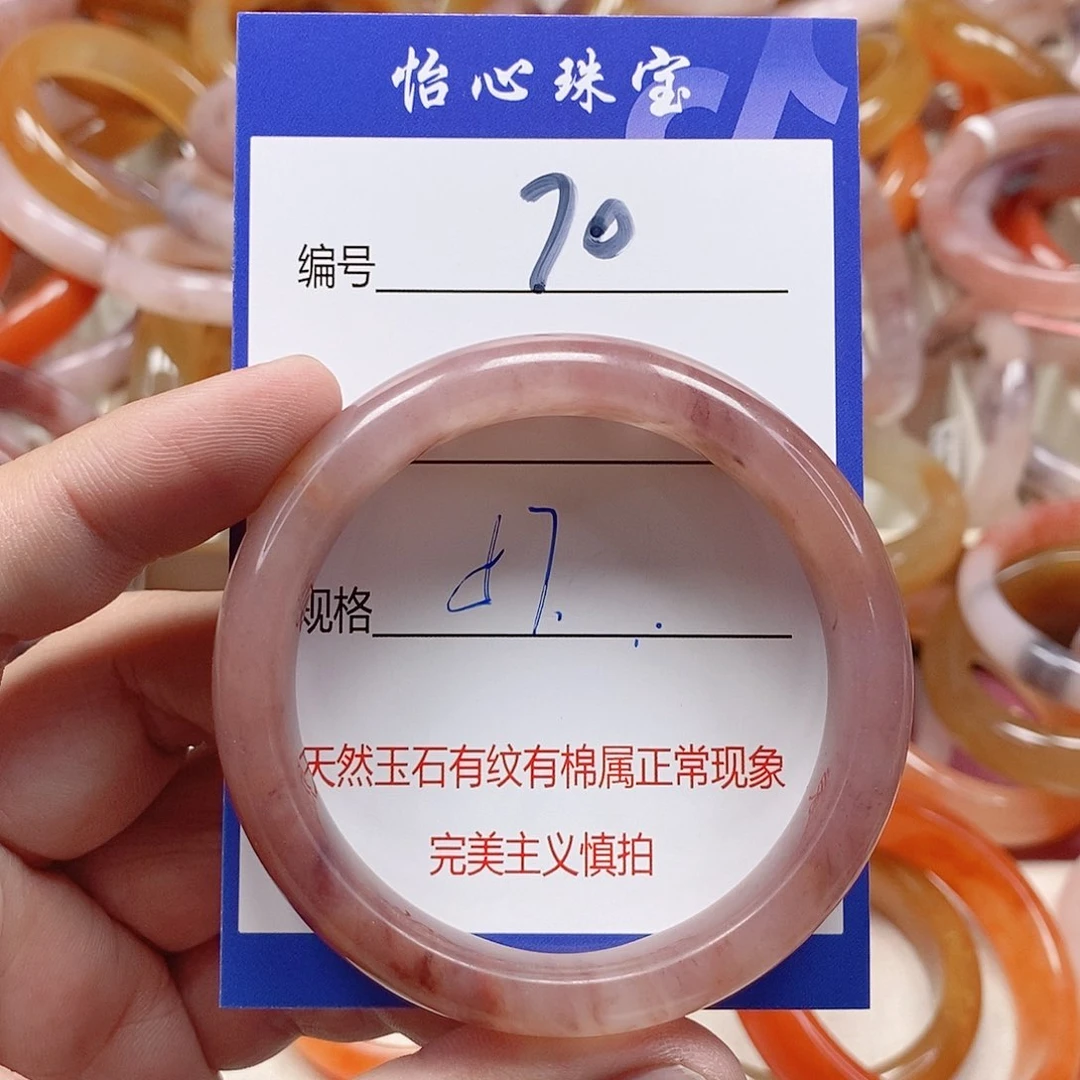 怡心珠宝
编号 70
规格
天然玉石有纹有棉属正常现象
完美主义慎拍